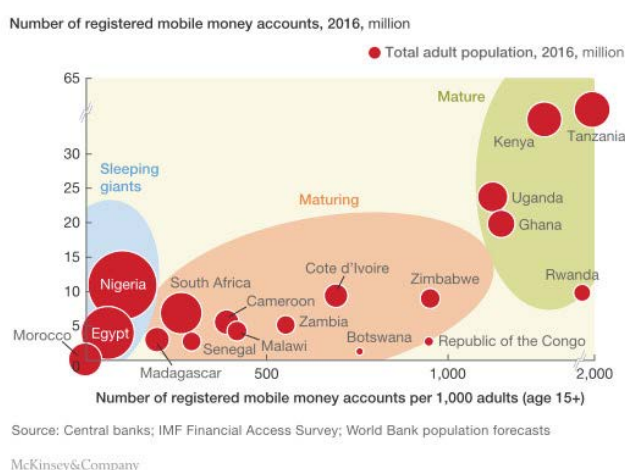 Number of registered mobile money accounts, 2016, million
Total adult population, 2016, million
65
30
25
20
15
10
5
0
Sleeping
giants
Maturing
Mature
Kenya
Tanzania
Uganda
Ghana
Rwanda
Nigeria
Egypt
Morocco
South Africa
Cameroon
Cote d’Ivoire
Zimbabwe
Zambia
Madagascar
Senegal
Malawi
Botswana
Republic of the Congo
500
1,000
2,000
Number of registered mobile money accounts per 1,000 adults (age 15+)
Source: Central banks; IMF Financial Access Survey; World Bank population forecasts
McKinsey&Company